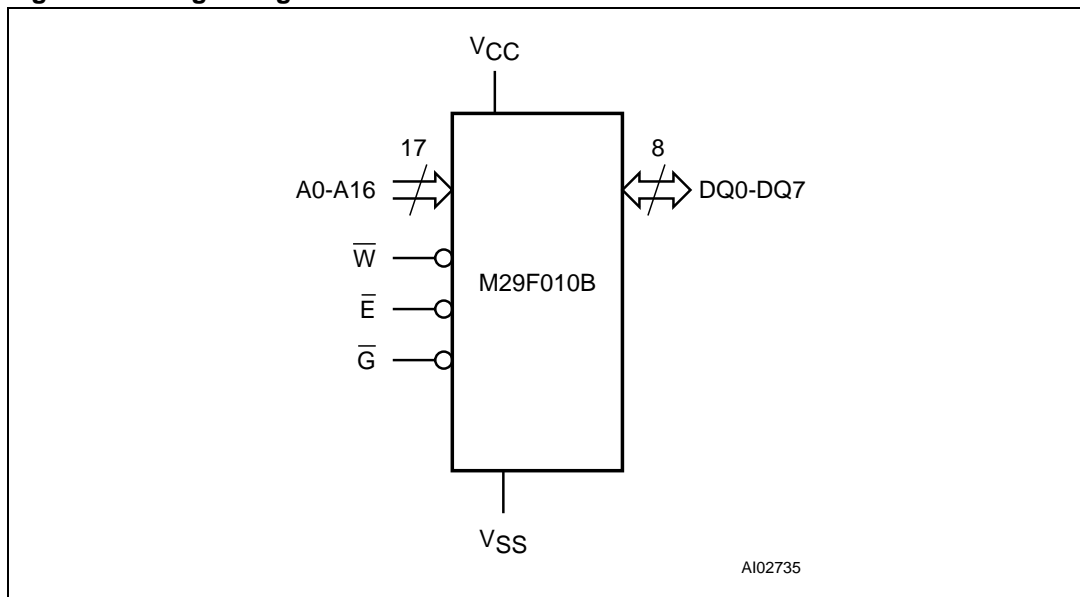 VCC
17
8
A0-A16
DQ0-DQ7
W̅
M29F010B
E̅
G̅
VSS
AI02735